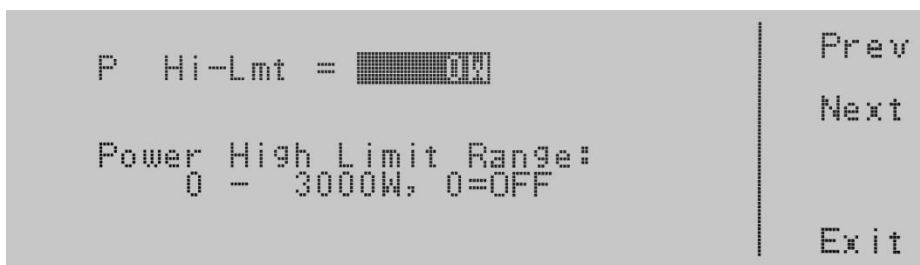 P Hi-Lmt = 0W
Power High Limit Range:
0 - 3000W, 0=OFF
Prev
Next
Exit